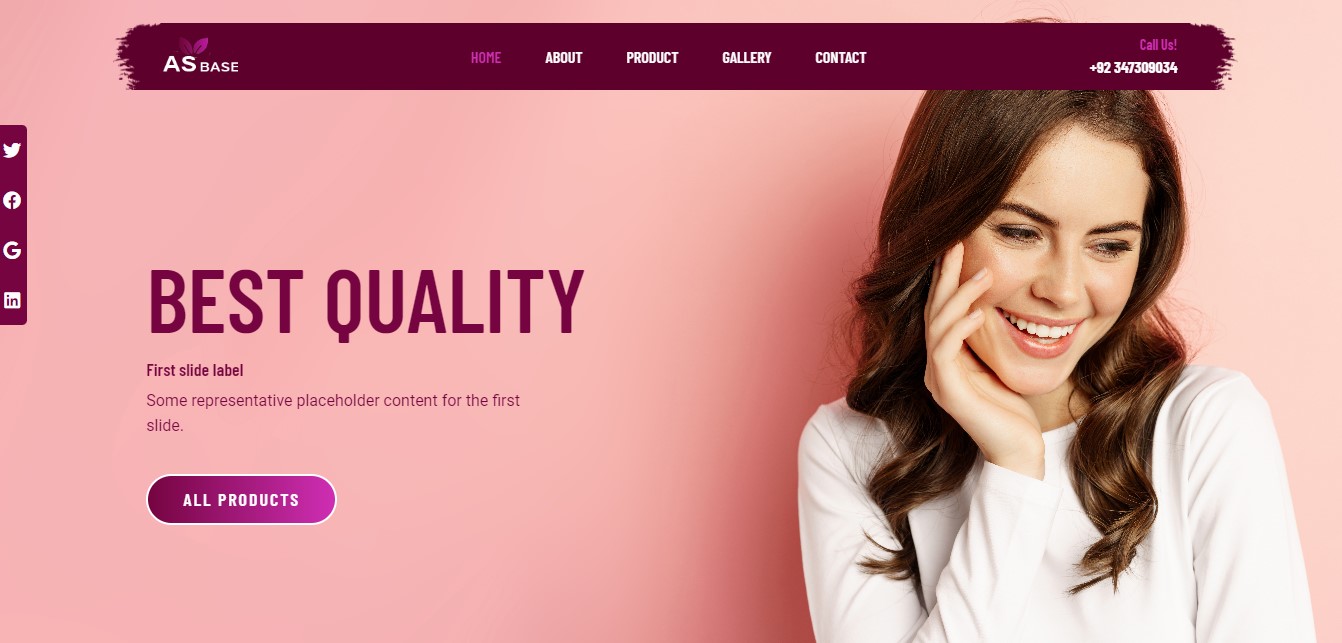 AS BASE
HOME ABOUT PRODUCT GALLERY CONTACT
Call Us!
+92 347309034
BEST QUALITY
First slide label
Some representative placeholder content for the first
slide.
ALL PRODUCTS